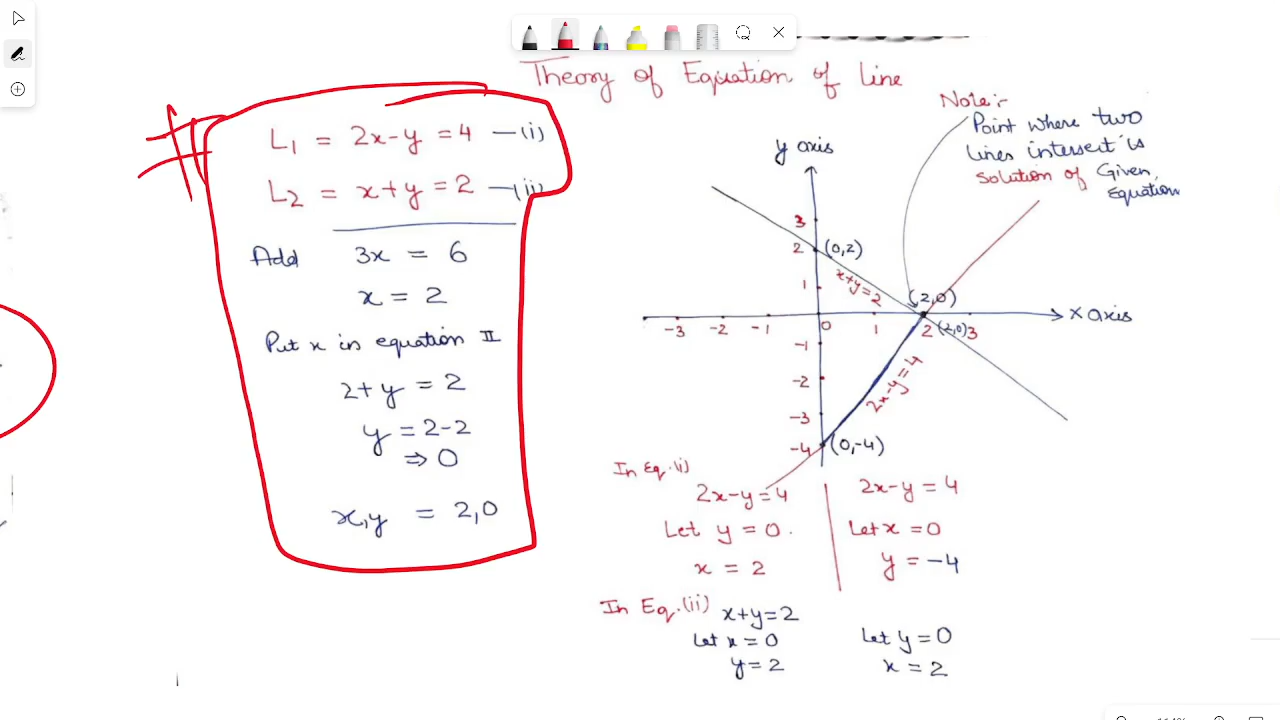 Theory of Equation of Line
L1 = 2x-y = 4 —(i)
L2 = x+y = 2 —(ii)
Add 3x = 6
x = 2
Put x in equation II
2+y = 2
y = 2-2
⇒ 0
x,y = 2,0
Note:-
Point where two
lines intersect is
solution of Given
Equation
y axis
3
2
(0,2)
1
x+y=2
(2,0)
x axis
-3 -2 -1 0 1 2 (2,0) 3
-1
-2
-3
-4
2x-y=4
(0,-4)
In Eq.(i)
2x-y=4
Let y = 0.
x = 2
2x-y = 4
Let x = 0
y = -4
In Eq.(ii) x+y=2
Let x = 0
y = 2
Let y = 0
x = 2